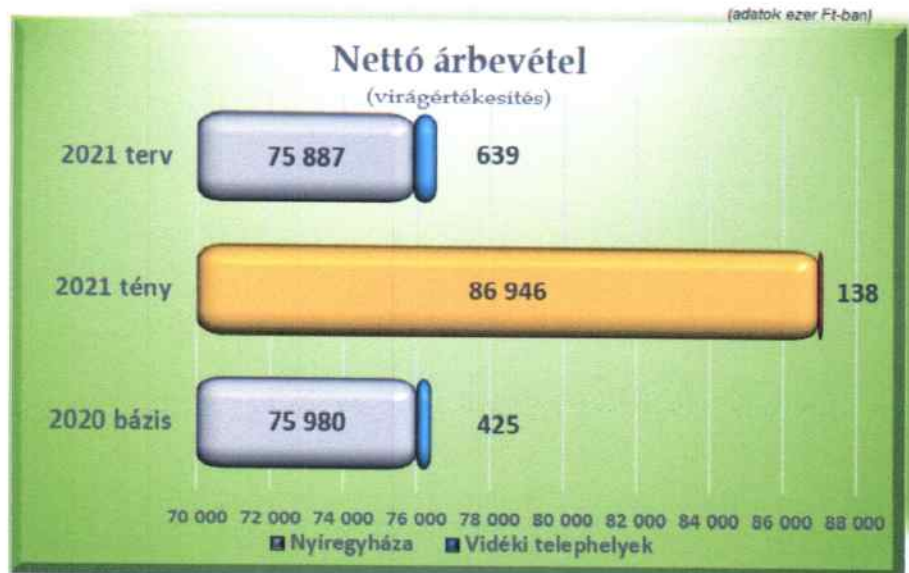 (adatok ezer Ft-ban)
Nettó árbevétel
(virágértékesítés)
2021 terv 75 887 639
2021 tény 86 946 138
2020 bázis 75 980 425
70 000 72 000 74 000 76 000 78 000 80 000 82 000 84 000 86 000 88 000
Nyíregyháza Vidéki telephelyek